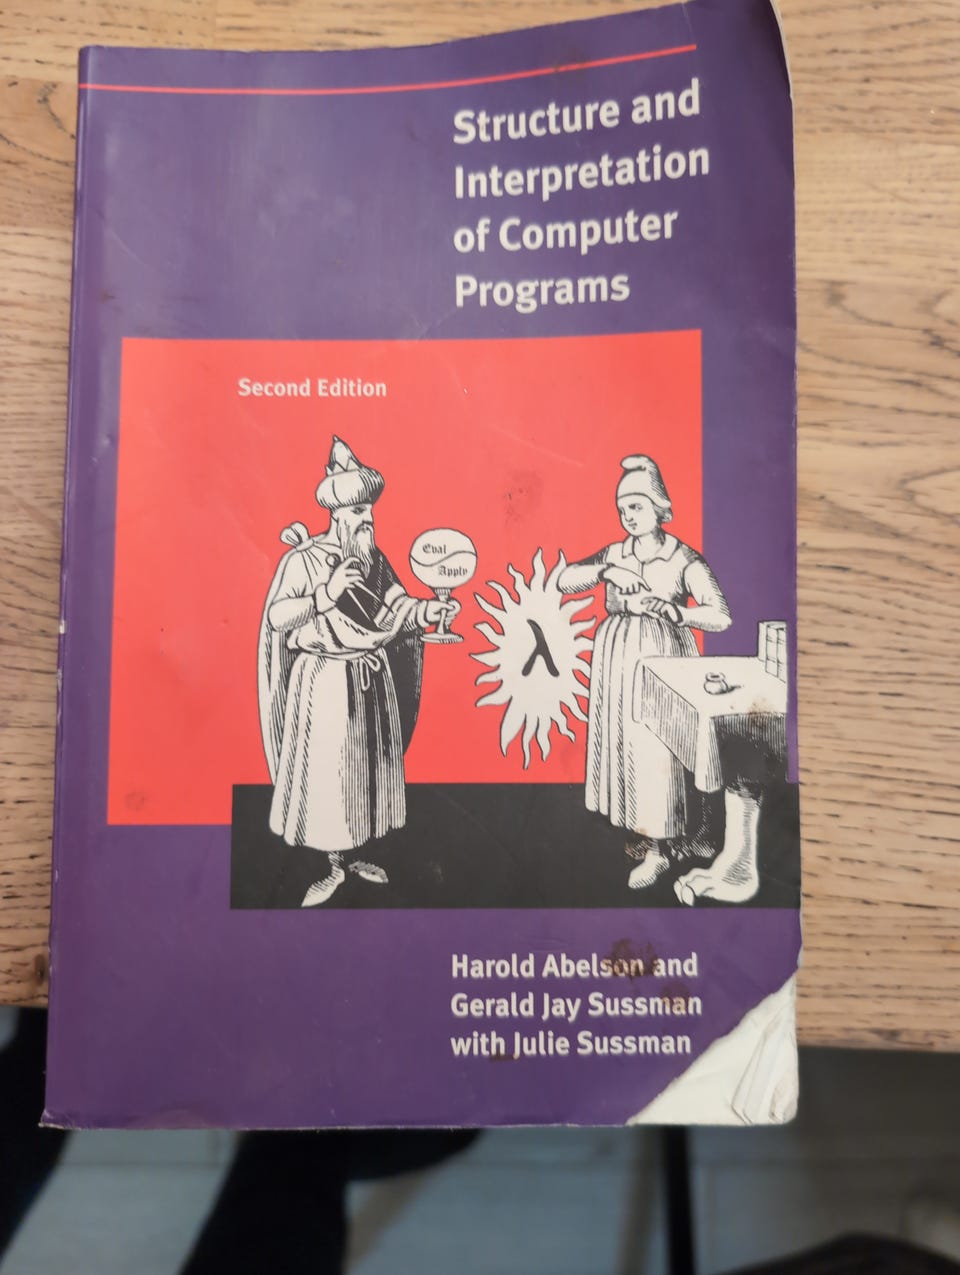 Structure and
Interpretation
of Computer
Programs
Second Edition
Eval
Apply
λ
Harold Abelson and
Gerald Jay Sussman
with Julie Sussman